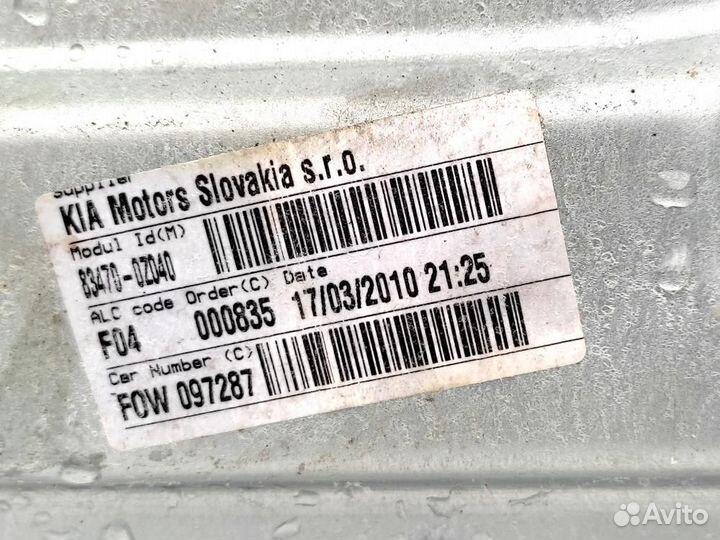 Supplier
KIA Motors Slovakia s.r.o.
Modul Id(M)
83470-0Z040
ALC code Order(C) Date
F04 000835 17/03/2010 21:25
Car Number (C)
FOW 097287
Avito